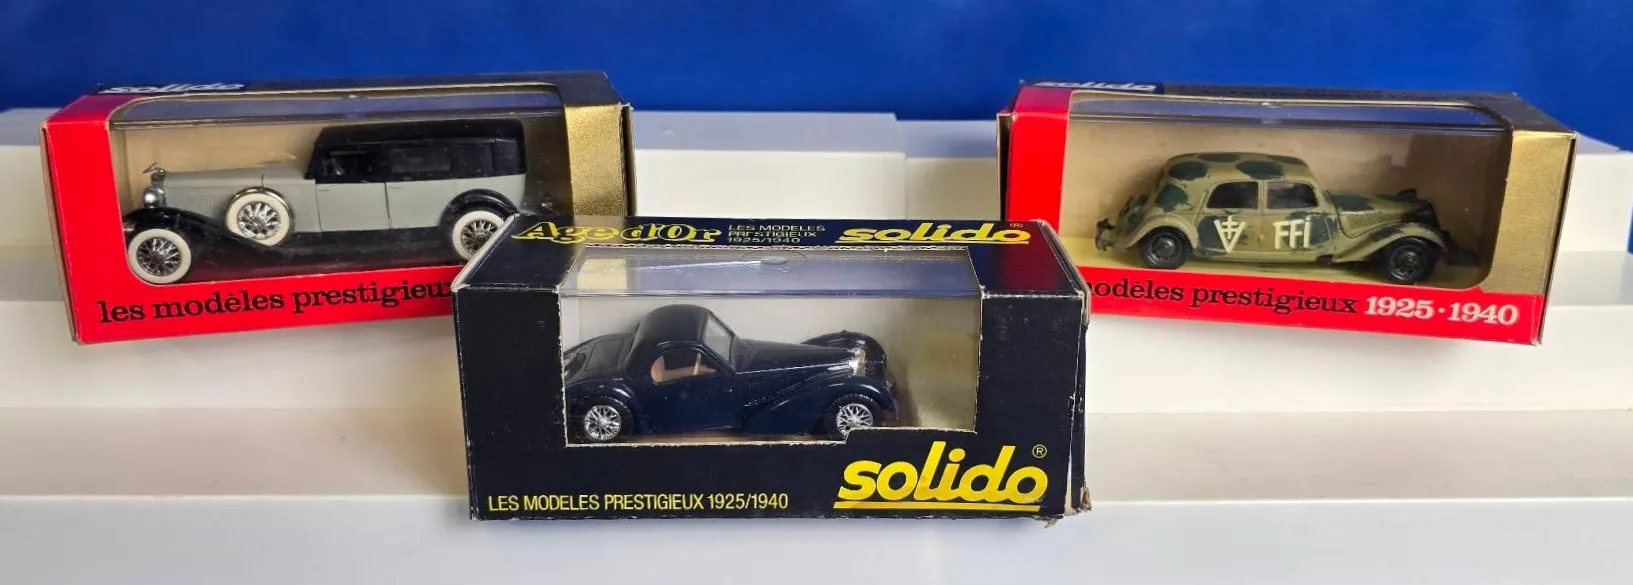 solido
les modèles prestigieux
Age d'Or
LES MODELES
PRESTIGIEUX
1925/1940
solido®
LES MODELES PRESTIGIEUX 1925/1940
solido®
solido
FFI
modèles prestigieux 1925·1940